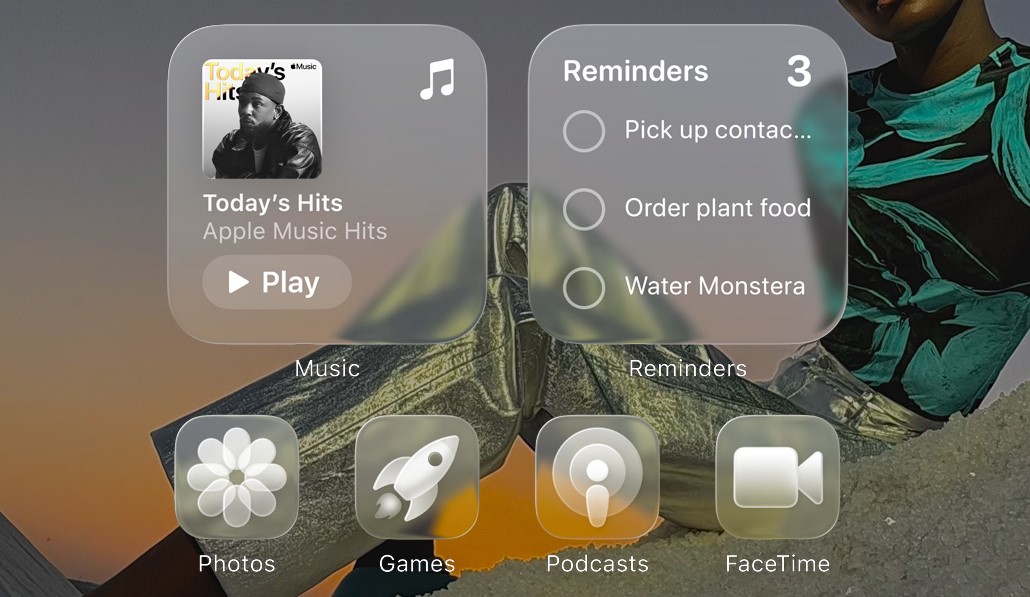 Today's
Hits
Music
Today’s Hits
Apple Music Hits
Play
Music
Reminders
3
Pick up contac...
Order plant food
Water Monstera
Reminders
Photos
Games
Podcasts
FaceTime